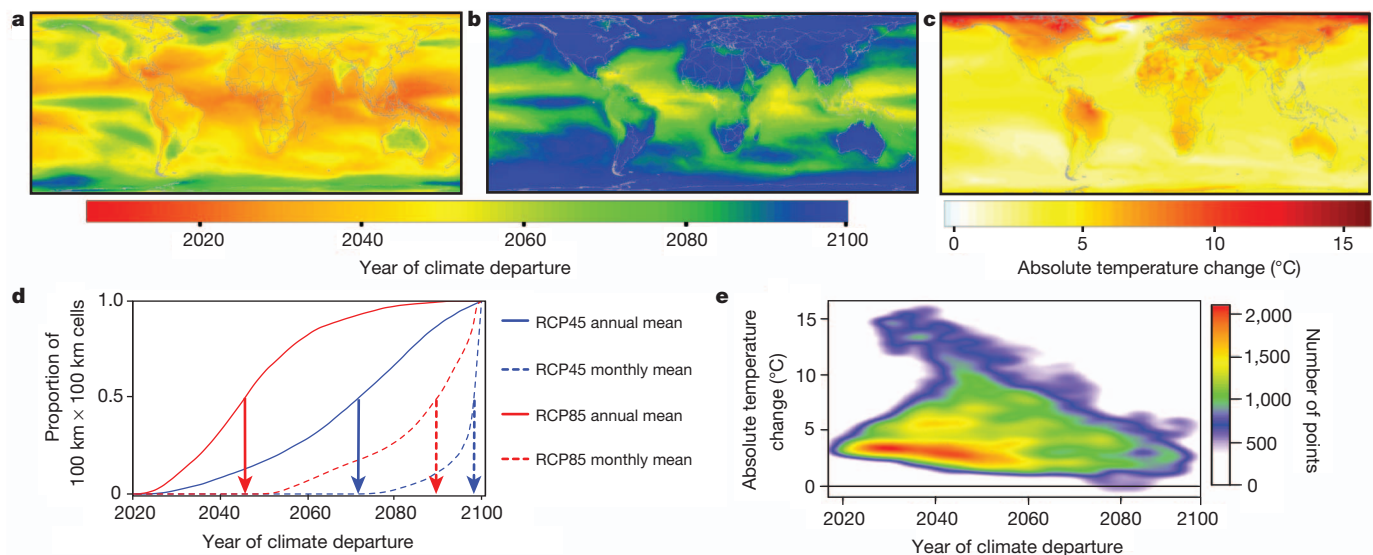 a
b
c
2020 2040 2060 2080 2100
Year of climate departure
0 5 10 15
Absolute temperature change (°C)
d
1.0
0.5
0
Proportion of
100 km × 100 km cells
2020 2040 2060 2080 2100
Year of climate departure
RCP45 annual mean
RCP45 monthly mean
RCP85 annual mean
RCP85 monthly mean
e
15
10
5
0
Absolute temperature
change (°C)
2020 2040 2060 2080 2100
Year of climate departure
2,000
1,500
1,000
500
0
Number of points